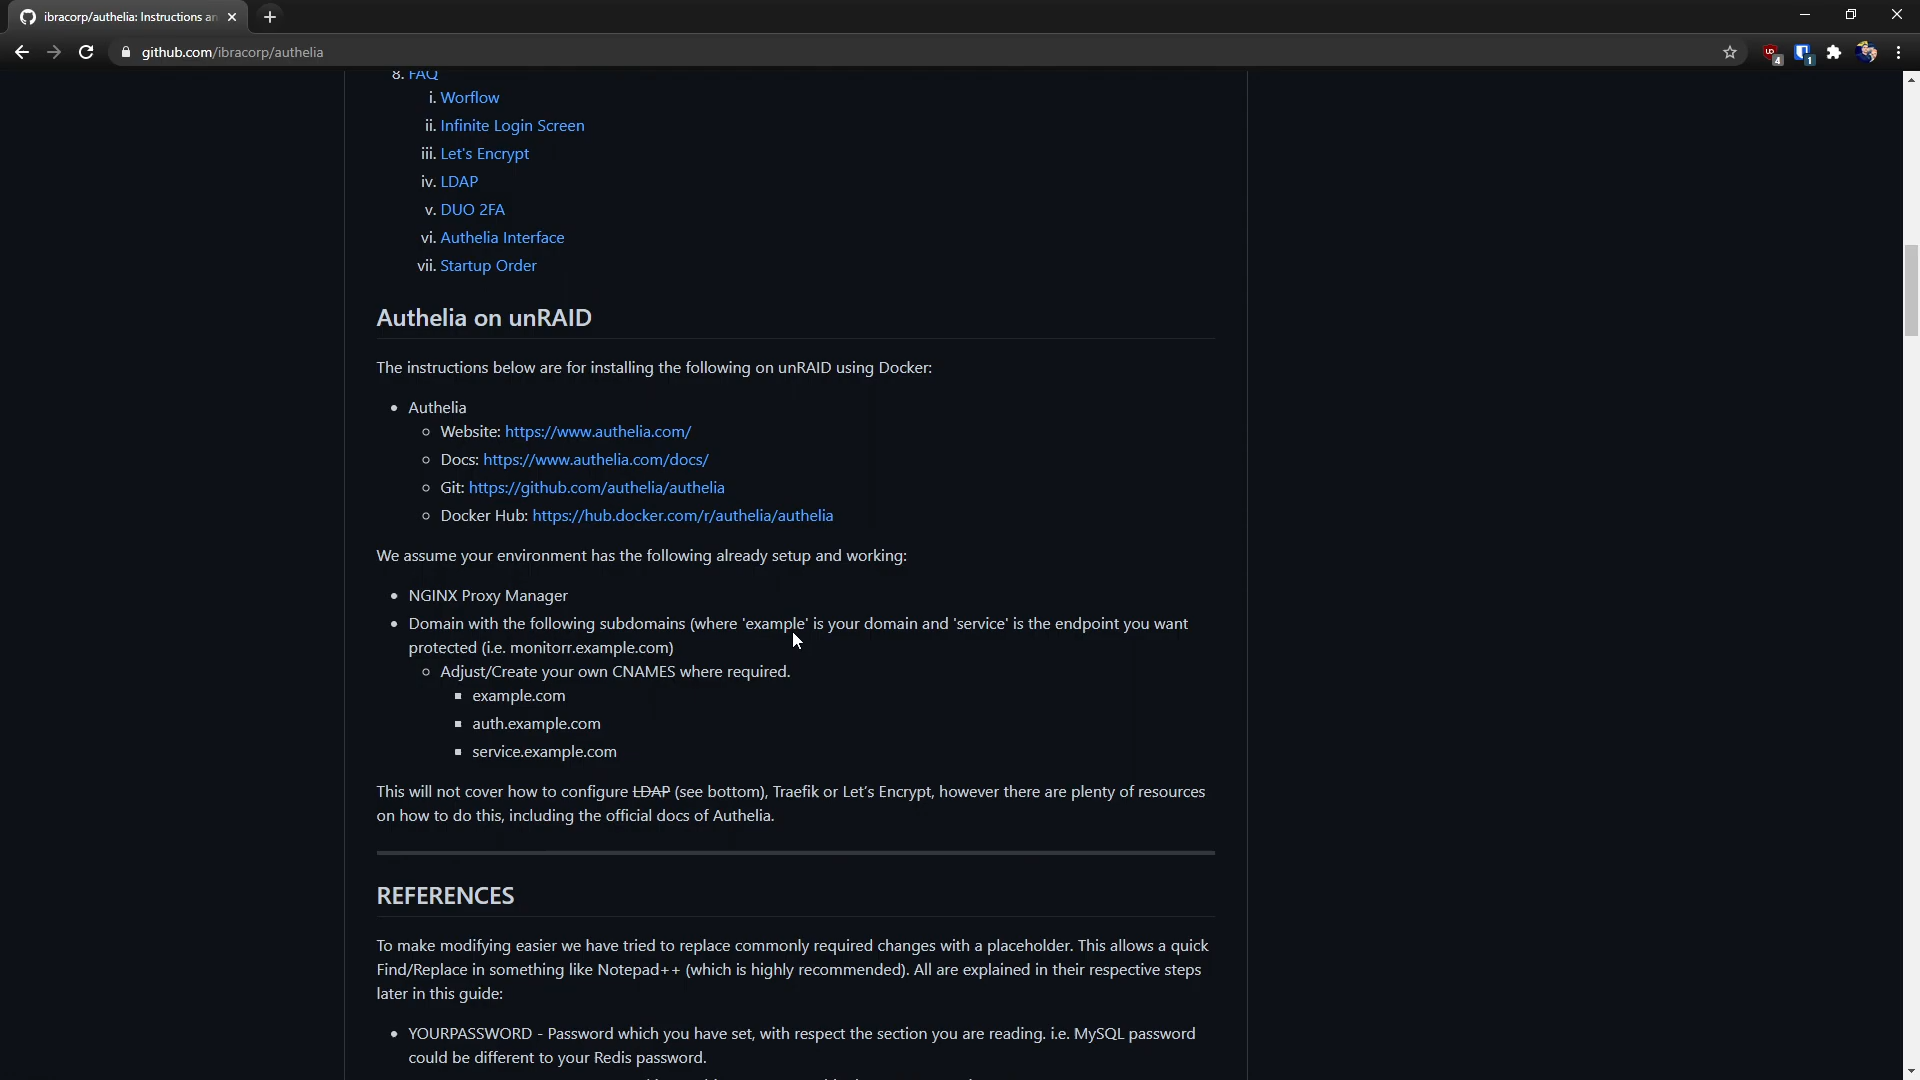 ibracorp/authelia: Instructions an
github.com/ibracorp/authelia
4
1
8. FAQ
i. Worflow
ii. Infinite Login Screen
iii. Let's Encrypt
iv. LDAP
v. DUO 2FA
vi. Authelia Interface
vii. Startup Order
Authelia on unRAID
The instructions below are for installing the following on unRAID using Docker:
Authelia
Website: https://www.authelia.com/
Docs: https://www.authelia.com/docs/
Git: https://github.com/authelia/authelia
Docker Hub: https://hub.docker.com/r/authelia/authelia
We assume your environment has the following already setup and working:
NGINX Proxy Manager
Domain with the following subdomains (where 'example' is your domain and 'service' is the endpoint you want
protected (i.e. monitorr.example.com)
Adjust/Create your own CNAMES where required.
example.com
auth.example.com
service.example.com
This will not cover how to configure LDAP (see bottom), Traefik or Let's Encrypt, however there are plenty of resources
on how to do this, including the official docs of Authelia.
REFERENCES
To make modifying easier we have tried to replace commonly required changes with a placeholder. This allows a quick
Find/Replace in something like Notepad++ (which is highly recommended). All are explained in their respective steps
later in this guide:
YOURPASSWORD - Password which you have set, with respect the section you are reading. i.e. MySQL password
could be different to your Redis password.